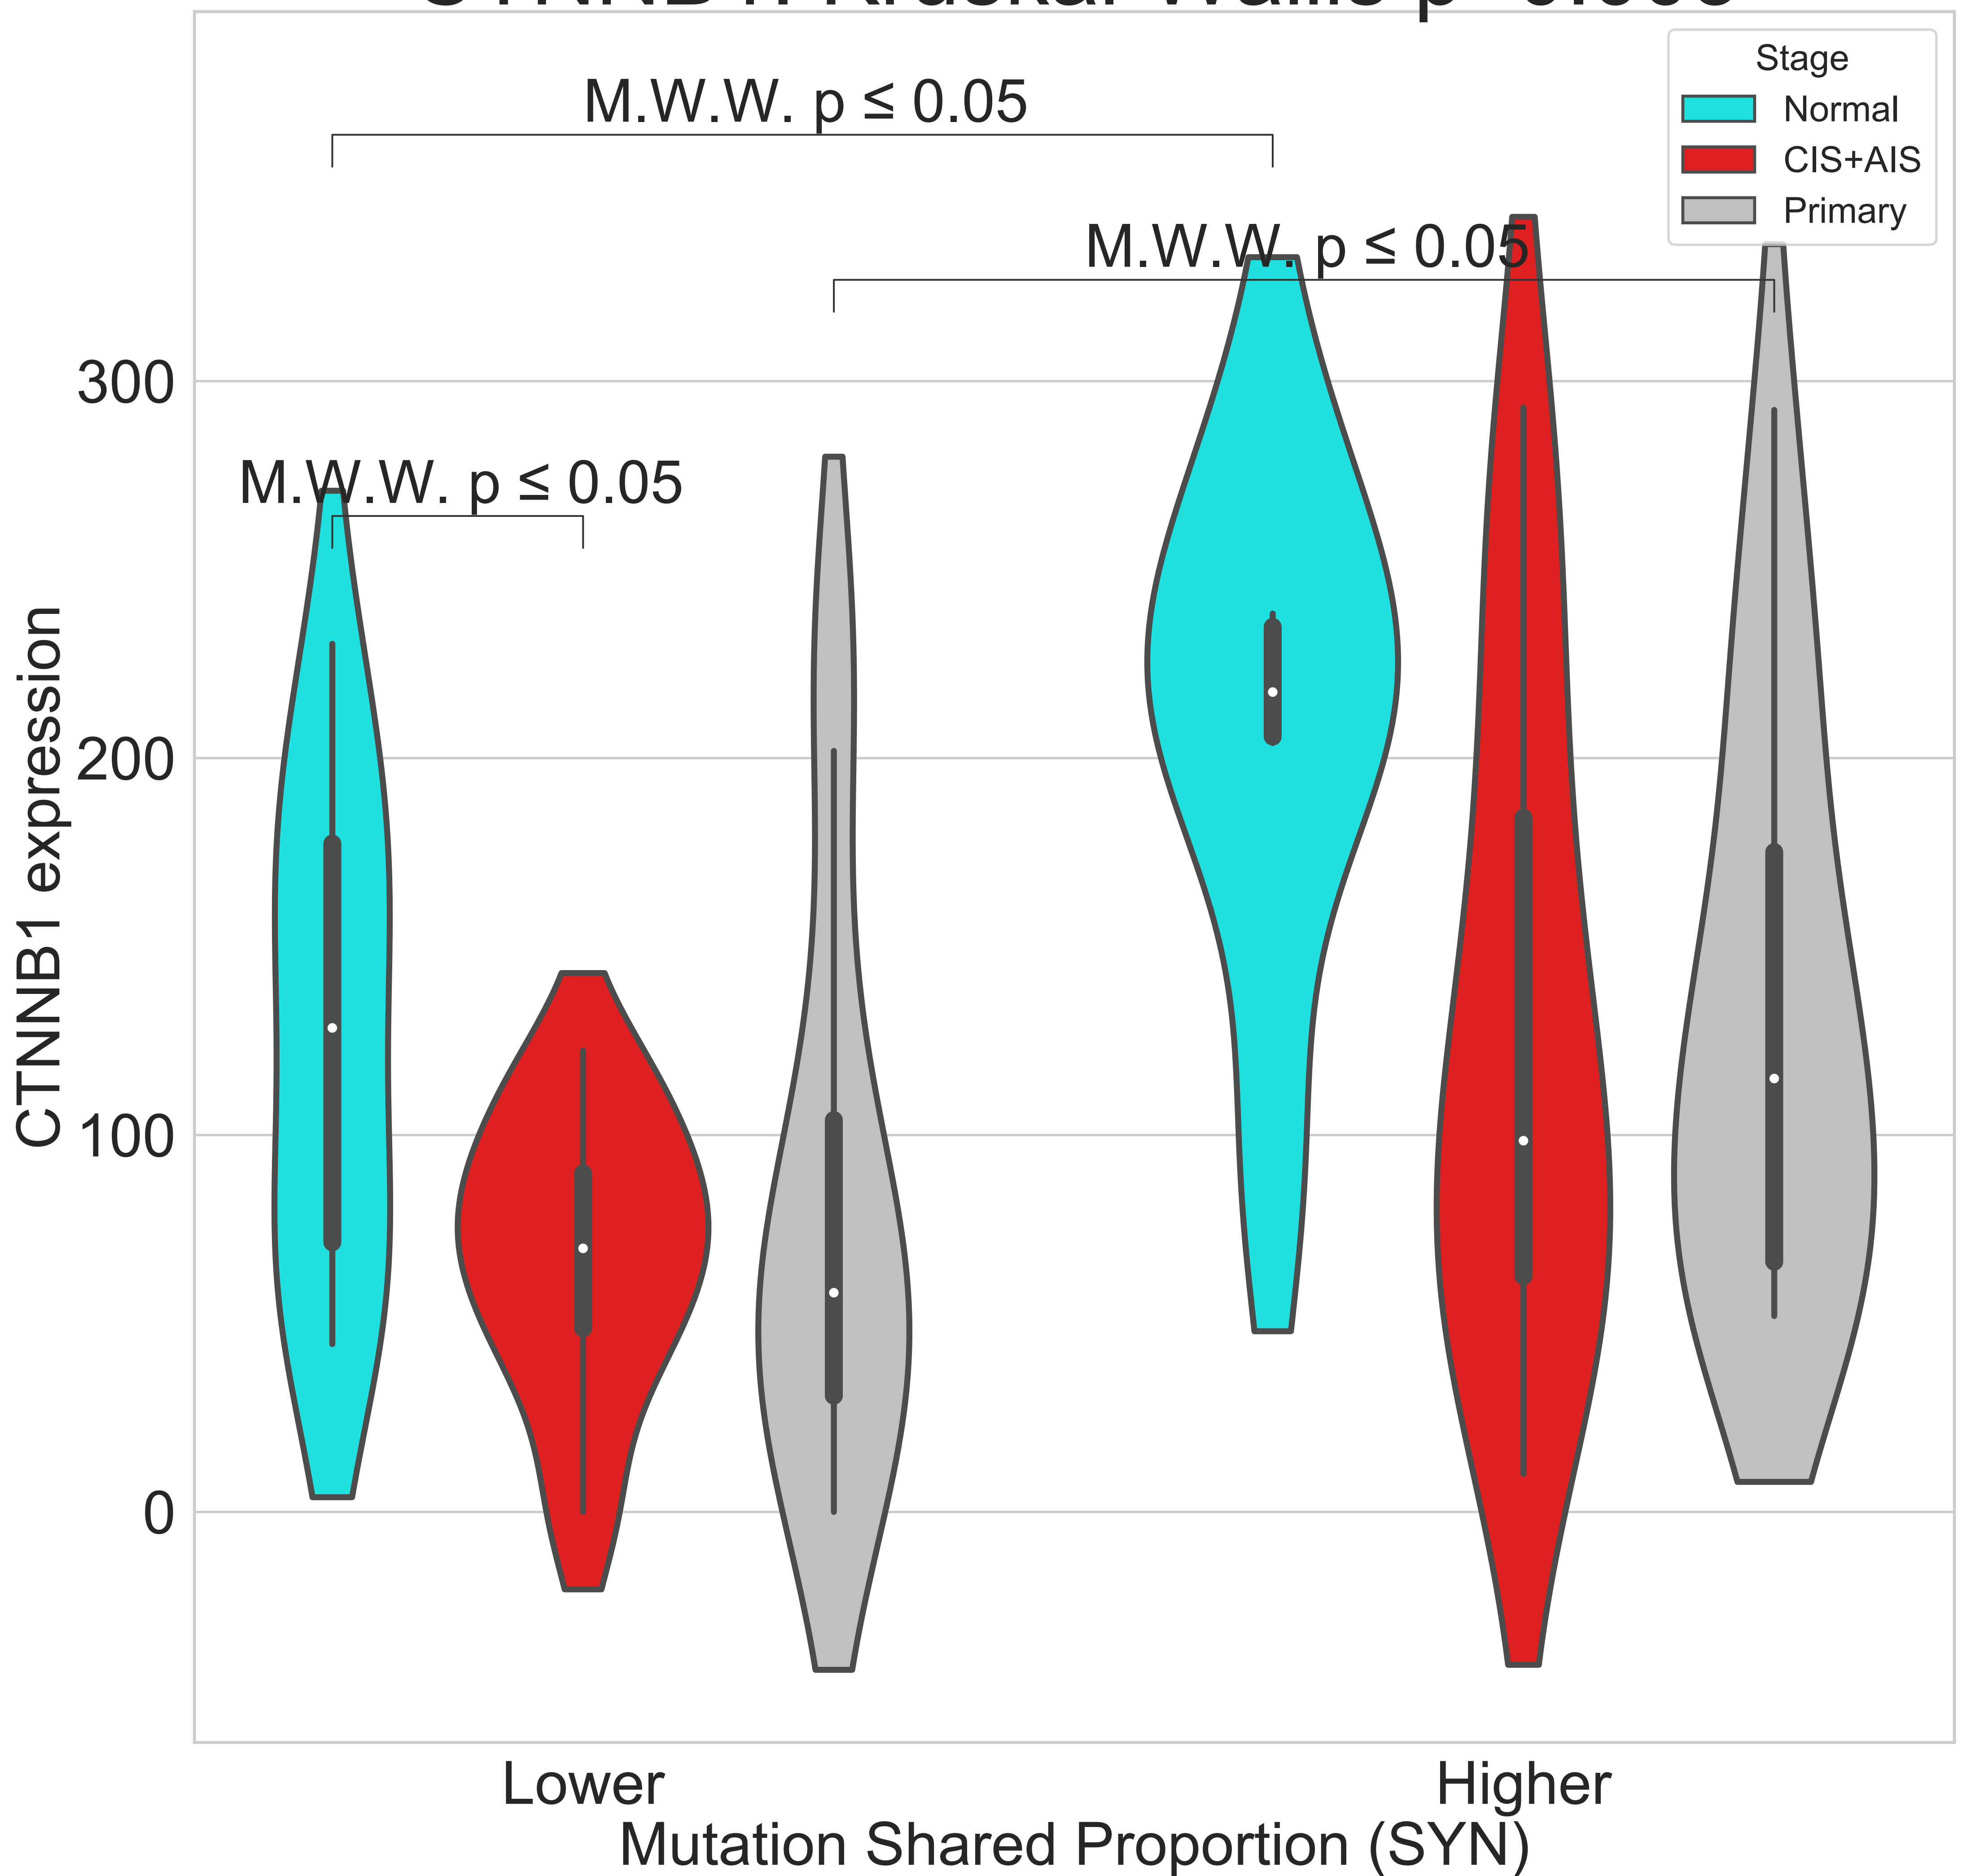 M.W.W. p ≤ 0.05
Stage
Normal
CIS+AIS
Primary
M.W.W. p ≤ 0.05
M.W.W. p ≤ 0.05
300
200
100
0
CTNNB1 expression
Lower
Higher
Mutation Shared Proportion (SYN)